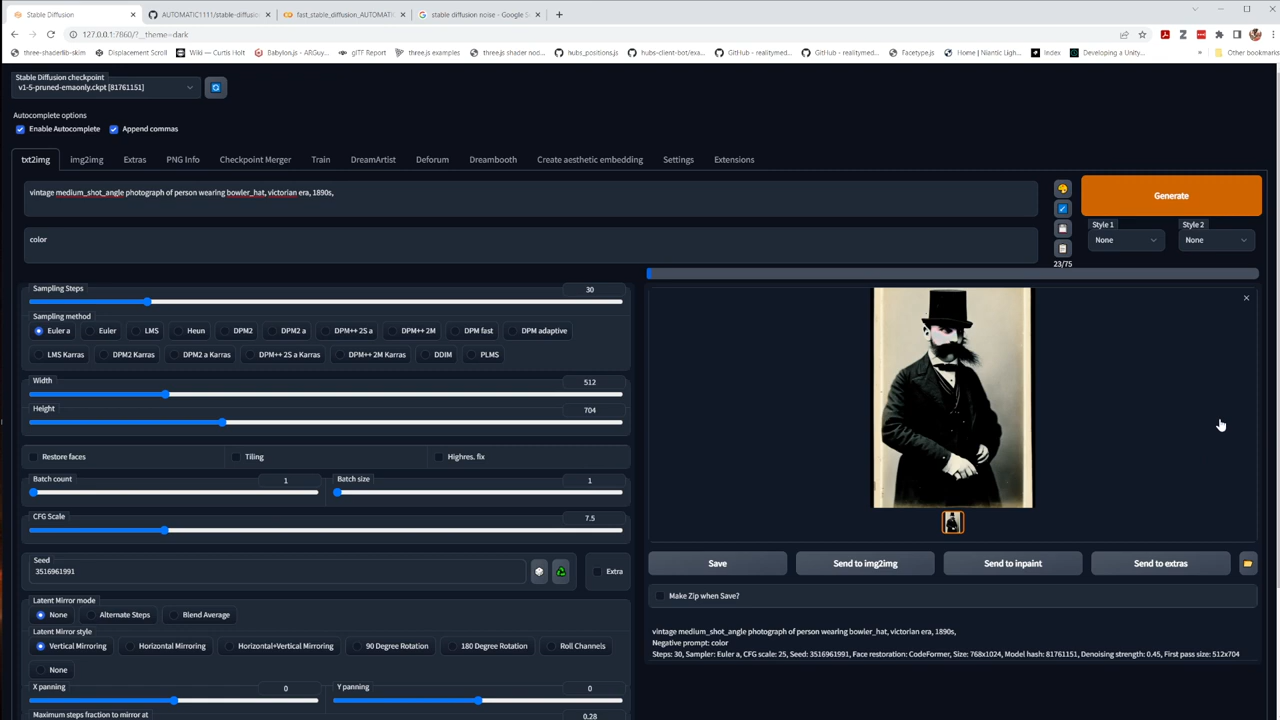 Stable Diffusion
AUTOMATIC1111/stable-diffusio
fast_stable_diffusion_AUTOMATIC
stable diffusion noise - Google S
127.0.0.1:7860/?__theme=dark
three-shaderlib-skim
Displacement Scroll
Wiki — Curtis Holt
Babylon.js — ARGuy...
glTF Report
three.js examples
three.js shader nod...
hubs_positions.js
hubs-client-bot/exa...
GitHub - realitymed...
GitHub - realitymed...
Facetype.js
Home | Niantic Ligh...
Index
Developing a Unity...
»
Other bookmarks
Stable Diffusion checkpoint
v1-5-pruned-emaonly.ckpt [81761151]
Autocomplete options
Enable Autocomplete
Append commas
txt2img
img2img
Extras
PNG Info
Checkpoint Merger
Train
DreamArtist
Deforum
Dreambooth
Create aesthetic embedding
Settings
Extensions
vintage medium_shot_angle photograph of person wearing bowler_hat, victorian era, 1890s,
Generate
Style 1
Style 2
None
None
color
23/75
Sampling Steps
30
Sampling method
Euler a
Euler
LMS
Heun
DPM2
DPM2 a
DPM++ 2S a
DPM++ 2M
DPM fast
DPM adaptive
LMS Karras
DPM2 Karras
DPM2 a Karras
DPM++ 2S a Karras
DPM++ 2M Karras
DDIM
PLMS
Width
512
Height
704
Restore faces
Tiling
Highres. fix
Batch count
1
Batch size
1
CFG Scale
7.5
Seed
3516961991
Extra
Save
Send to img2img
Send to inpaint
Send to extras
Make Zip when Save?
Latent Mirror mode
None
Alternate Steps
Blend Average
Latent Mirror style
Vertical Mirroring
Horizontal Mirroring
Horizontal+Vertical Mirroring
90 Degree Rotation
180 Degree Rotation
Roll Channels
None
X panning
0
Y panning
0
Maximum steps fraction to mirror at
0.28
vintage medium_shot_angle photograph of person wearing bowler_hat, victorian era, 1890s,
Negative prompt: color
Steps: 30, Sampler: Euler a, CFG scale: 25, Seed: 3516961991, Face restoration: CodeFormer, Size: 768x1024, Model hash: 81761151, Denoising strength: 0.45, First pass size: 512x704